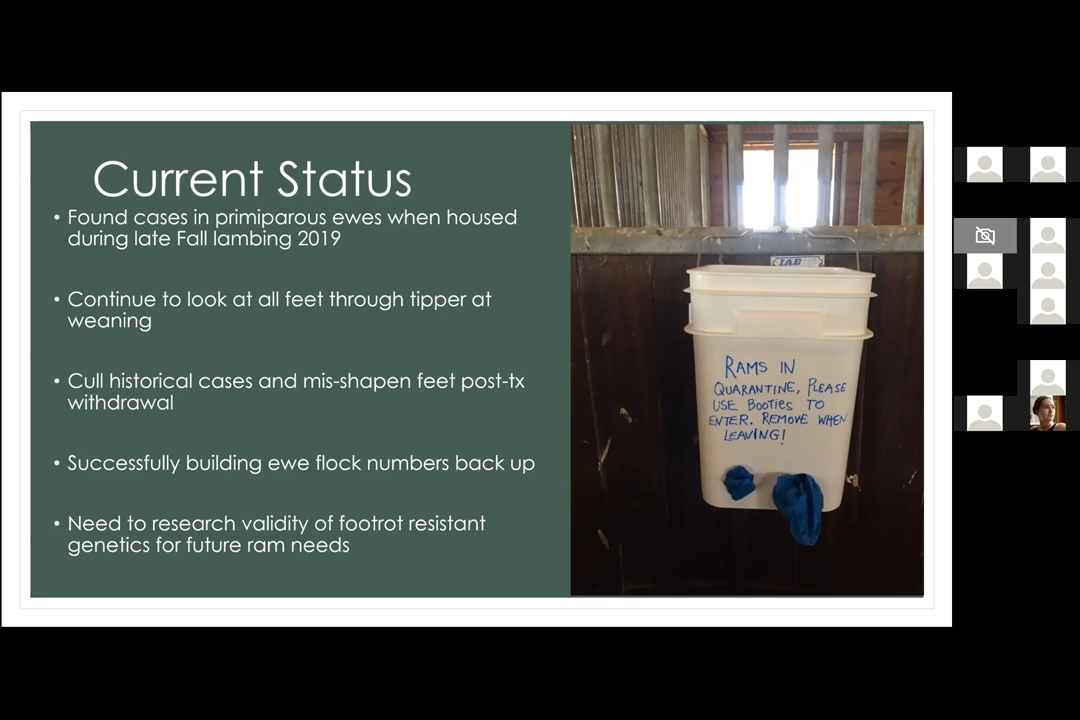 Current Status
• Found cases in primiparous ewes when housed
during late Fall lambing 2019
• Continue to look at all feet through tipper at
weaning
• Cull historical cases and mis-shapen feet post-tx
withdrawal
• Successfully building ewe flock numbers back up
• Need to research validity of footrot resistant
genetics for future ram needs
IAE
RAMS IN
QUARANTINE, PLEASE
USE BOOTIES TO
ENTER. REMOVE WHEN
LEAVING!